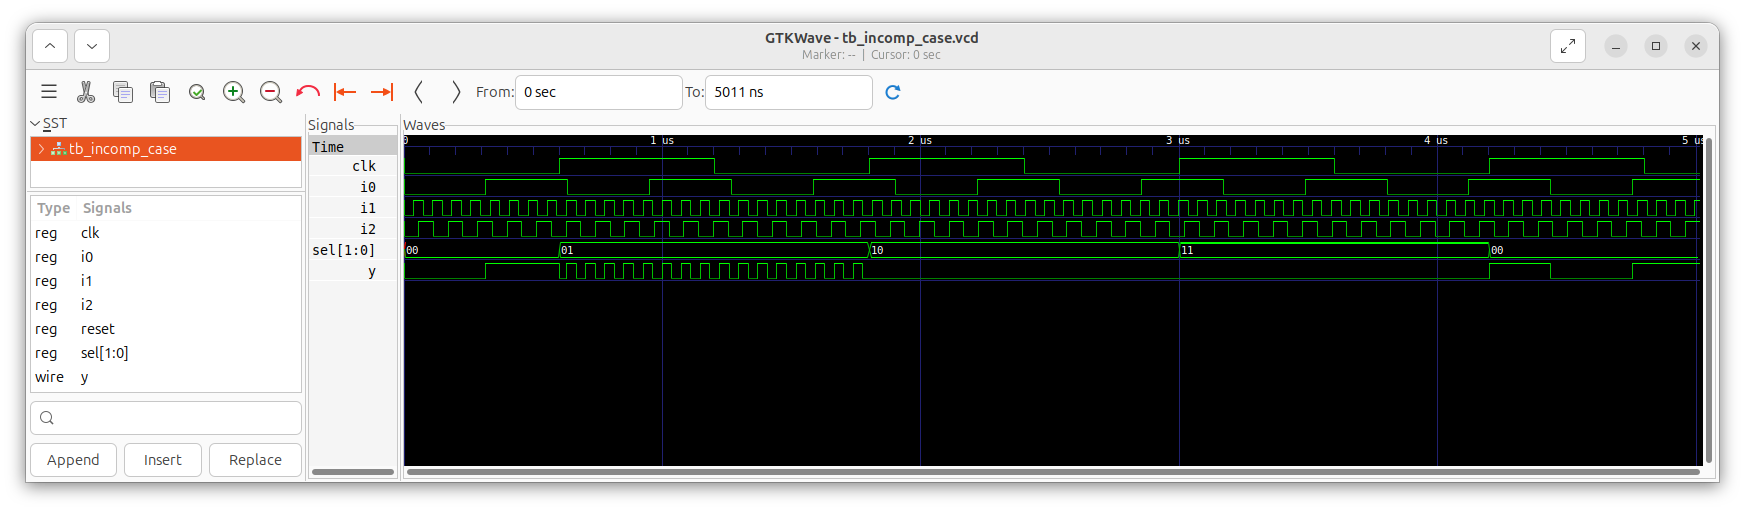 GTKWave - tb_incomp_case.vcd
Marker: -- | Cursor: 0 sec
From: 0 sec To: 5011 ns
SST
tb_incomp_case
Type Signals
reg clk
reg i0
reg i1
reg i2
reg reset
reg sel[1:0]
wire y
Append Insert Replace
Signals
Time
clk
i0
i1
i2
sel[1:0]
y
Waves
0 1 us 2 us 3 us 4 us 5 us
00 01 10 11 00